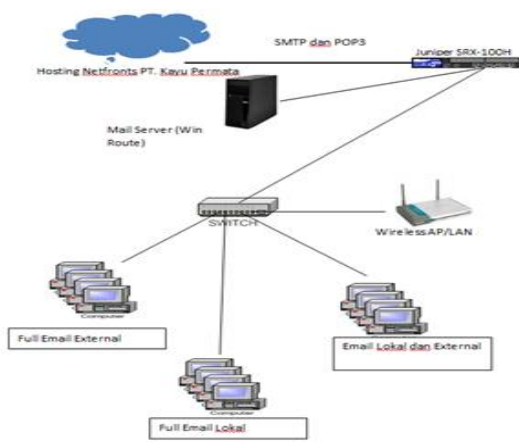 SMTP dan POP3
Juniper SRX-100H
Hosting Netfronts PT. Kayu Permata
Mail Server (Win
Route)
SWITCH
Wireless AP/LAN
Computer
Full Email External
Email Lokal dan External
Computer
Full Email Lokal